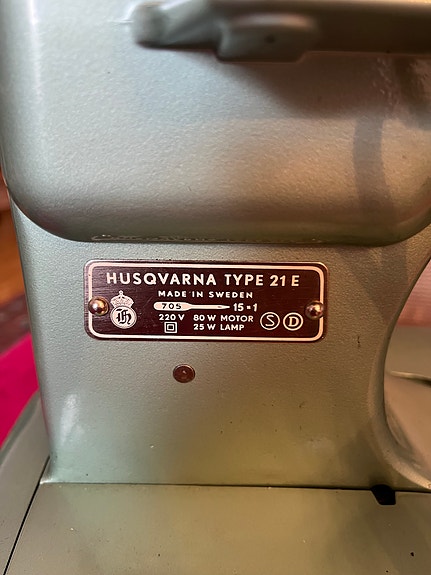 HUSQVARNA TYPE 21 E
MADE IN SWEDEN
705 15×1
220 V 80 W MOTOR
25 W LAMP
H
S D